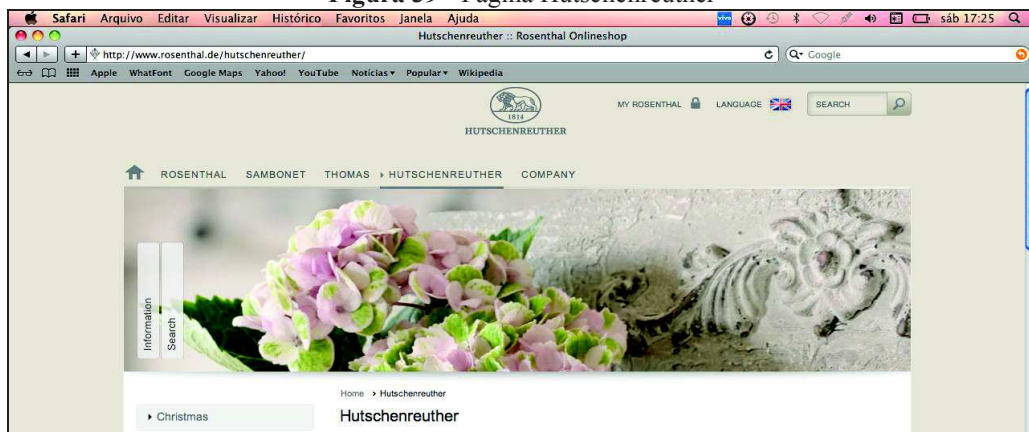 Figura 39 - Página Hutschenreuther
Safari Arquivo Editar Visualizar Histórico Favoritos Janela Ajuda vivo sáb 17:25
Hutschenreuther :: Rosenthal Onlineshop
http://www.rosenthal.de/hutschenreuther/ Google
Apple WhatFont Google Maps Yahoo! YouTube Notícias Popular Wikipedia
1814
HUTSCHENREUTHER
MY ROSENTHAL LANGUAGE SEARCH
ROSENTHAL SAMBONET THOMAS HUTSCHENREUTHER COMPANY
Information
Search
Home > Hutschenreuther
Christmas
Hutschenreuther